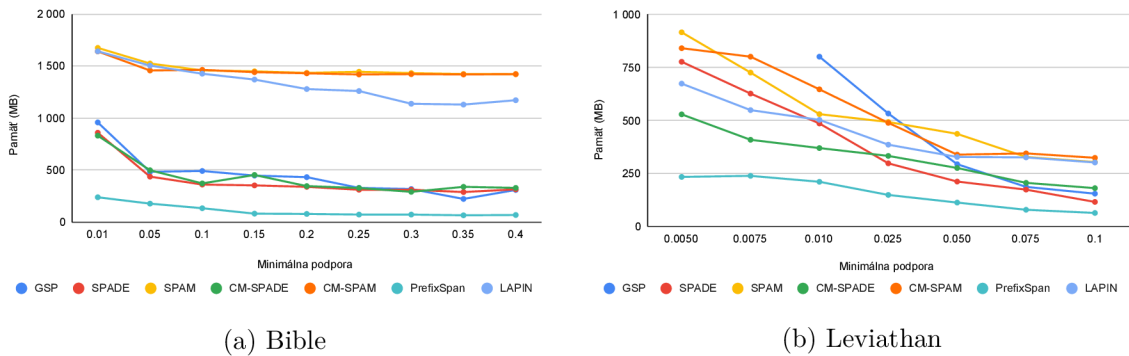 2 000
1 500
1 000
500
0
Pamäť (MB)
0.01 0.05 0.1 0.15 0.2 0.25 0.3 0.35 0.4
Minimálna podpora
GSP SPADE SPAM CM-SPADE CM-SPAM PrefixSpan LAPIN
(a) Bible
1 000
750
500
250
0
Pamäť (MB)
0.0050 0.0075 0.010 0.025 0.050 0.075 0.1
Minimálna podpora
GSP SPADE SPAM CM-SPADE CM-SPAM PrefixSpan LAPIN
(b) Leviathan